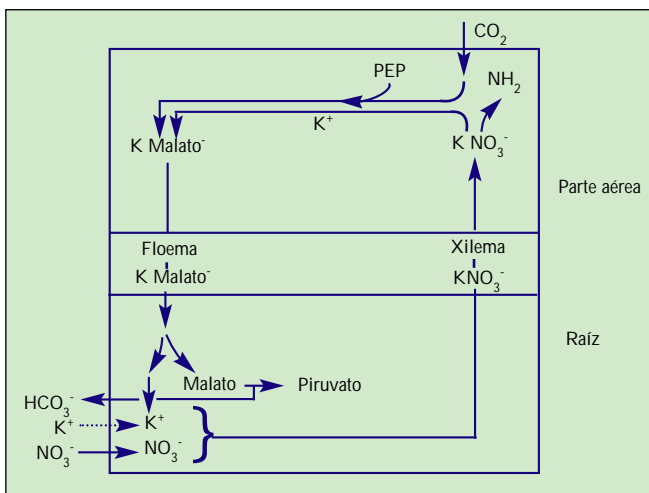 CO₂
PEP
NH₂
K⁺
K Malato⁻
K NO₃⁻
Parte aérea
Floema
Xilema
K Malato⁻
KNO₃⁻
Raíz
Malato
Piruvato
HCO₃⁻
K⁺
K⁺
NO₃⁻
NO₃⁻
}